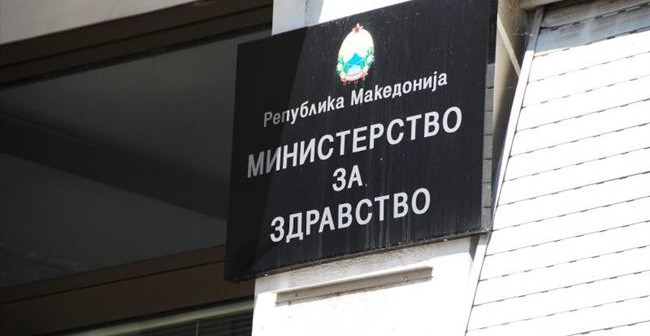 Република Македонија
МИНИСТЕРСТВО
ЗА
ЗДРАВСТВО